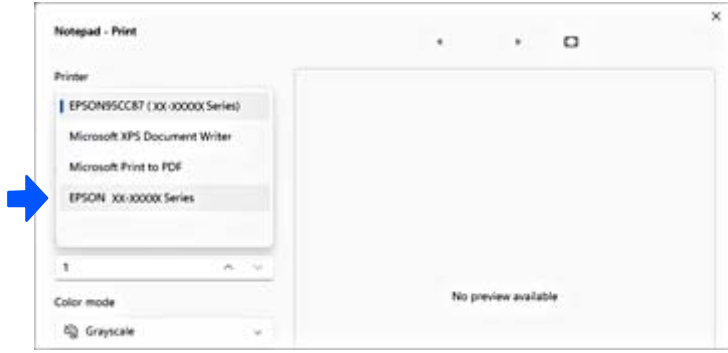 Notepad - Print
Printer
EPSON95CC87 ( XX-XXXXX Series)
Microsoft XPS Document Writer
Microsoft Print to PDF
EPSON XX-XXXXX Series
1
Color mode
Grayscale
No preview available